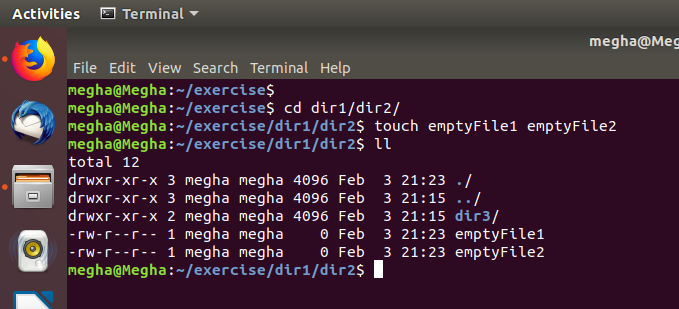 Activities Terminal
megha@Meg
File Edit View Search Terminal Help
megha@Megha:~/exercise$
megha@Megha:~/exercise$ cd dir1/dir2/
megha@Megha:~/exercise/dir1/dir2$ touch emptyFile1 emptyFile2
megha@Megha:~/exercise/dir1/dir2$ ll
total 12
drwxr-xr-x 3 megha megha 4096 Feb  3 21:23 ./
drwxr-xr-x 3 megha megha 4096 Feb  3 21:15 ../
drwxr-xr-x 2 megha megha 4096 Feb  3 21:15 dir3/
-rw-r--r-- 1 megha megha    0 Feb  3 21:23 emptyFile1
-rw-r--r-- 1 megha megha    0 Feb  3 21:23 emptyFile2
megha@Megha:~/exercise/dir1/dir2$